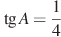 tg A = 1/4